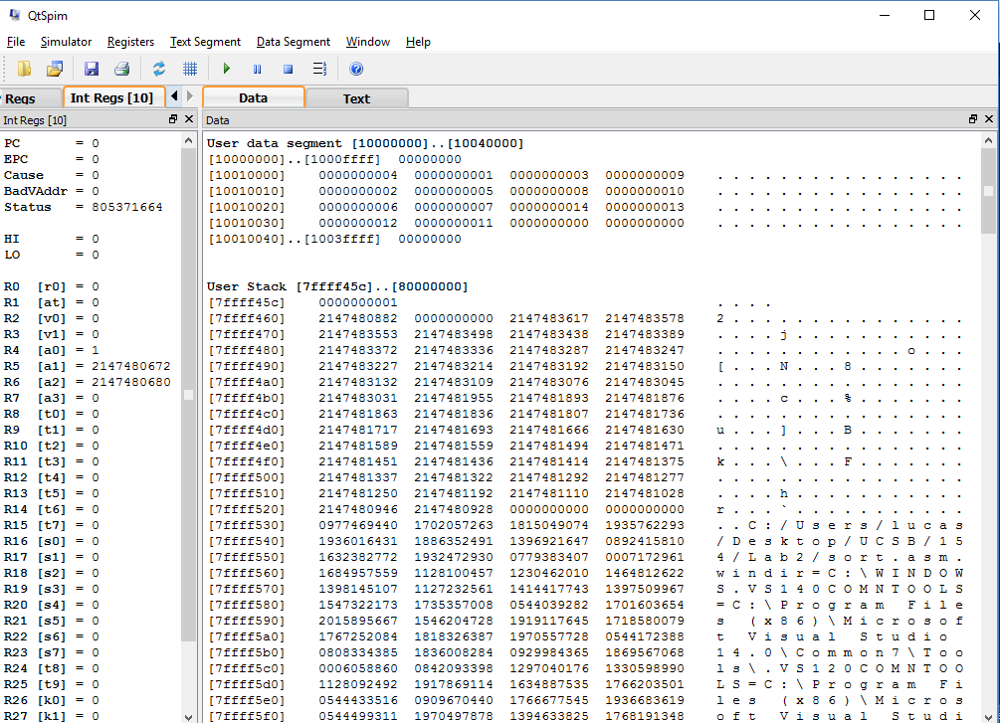 QtSpim
File Simulator Registers Text Segment Data Segment Window Help
Regs Int Regs [10] Data Text
Int Regs [10] Data
PC = 0
EPC = 0
Cause = 0
BadVAddr = 0
Status = 805371664
HI = 0
LO = 0
R0 [r0] = 0
R1 [at] = 0
R2 [v0] = 0
R3 [v1] = 0
R4 [a0] = 1
R5 [a1] = 2147480672
R6 [a2] = 2147480680
R7 [a3] = 0
R8 [t0] = 0
R9 [t1] = 0
R10 [t2] = 0
R11 [t3] = 0
R12 [t4] = 0
R13 [t5] = 0
R14 [t6] = 0
R15 [t7] = 0
R16 [s0] = 0
R17 [s1] = 0
R18 [s2] = 0
R19 [s3] = 0
R20 [s4] = 0
R21 [s5] = 0
R22 [s6] = 0
R23 [s7] = 0
R24 [t8] = 0
R25 [t9] = 0
R26 [k0] = 0
R27 [k1] = 0
User data segment [10000000]..[10040000]
[10000000]..[1000ffff] 00000000
[10010000] 0000000004 0000000001 0000000003 0000000009 . . . . . . . . . . . . . . . .
[10010010] 0000000002 0000000005 0000000008 0000000010 . . . . . . . . . . . . . . . .
[10010020] 0000000006 0000000007 0000000014 0000000013 . . . . . . . . . . . . . . . .
[10010030] 0000000012 0000000011 0000000000 0000000000 . . . . . . . . . . . . . . . .
[10010040]..[1003ffff] 00000000
User Stack [7ffff45c]..[80000000]
[7ffff45c] 0000000001 . . . .
[7ffff460] 2147480882 0000000000 2147483617 2147483578 2 . . . . . . . . . . . . . . .
[7ffff470] 2147483553 2147483498 2147483438 2147483389 . . . . j . . . . . . . . . . .
[7ffff480] 2147483372 2147483336 2147483287 2147483247 . . . . . . . . . . . . o . . .
[7ffff490] 2147483227 2147483214 2147483192 2147483150 [ . . . N . . . 8 . . . . . . .
[7ffff4a0] 2147483132 2147483109 2147483076 2147483045 . . . . . . . . . . . . . . . .
[7ffff4b0] 2147483031 2147481955 2147481893 2147481876 . . . . c . . . % . . . . . . .
[7ffff4c0] 2147481863 2147481836 2147481807 2147481736 . . . . . . . . . . . . . . . .
[7ffff4d0] 2147481717 2147481693 2147481666 2147481630 u . . . ] . . . B . . . . . . .
[7ffff4e0] 2147481589 2147481559 2147481494 2147481471 . . . . . . . . . . . . . . . .
[7ffff4f0] 2147481451 2147481436 2147481414 2147481375 k . . . \ . . . F . . . . . . .
[7ffff500] 2147481337 2147481322 2147481292 2147481277 . . . . . . . . . . . . . . . .
[7ffff510] 2147481250 2147481192 2147481110 2147481028 . . . . h . . . . . . . . . . .
[7ffff520] 2147480946 2147480928 0000000000 0000000000 r . . . ` . . . . . . . . . . .
[7ffff530] 0977469440 1702057263 1815049074 1935762293 . . C : / U s e r s / l u c a s
[7ffff540] 1936016431 1886352491 1396921647 0892415810 / D e s k t o p / U C S B / 1 5
[7ffff550] 1632382772 1932472930 0779383407 0007172961 4 / L a b 2 / s o r t . a s m .
[7ffff560] 1684957559 1128100457 1230462010 1464812622 w i n d i r = C : \ W I N D O W
[7ffff570] 1398145107 1127232561 1414417743 1397509967 S . V S 1 4 0 C O M N T O O L S
[7ffff580] 1547322173 1735357008 0544039282 1701603654 = C : \ P r o g r a m F i l e
[7ffff590] 2015895667 1546204728 1919117645 1718580079 s ( x 8 6 ) \ M i c r o s o f
[7ffff5a0] 1767252084 1818326387 1970557728 0544172388 t V i s u a l S t u d i o
[7ffff5b0] 0808334385 1836008284 0929984365 1869567068 1 4 . 0 \ C o m m o n 7 \ T o o
[7ffff5c0] 0006058860 0842093398 1297040176 1330598990 l s \ . V S 1 2 0 C O M N T O O
[7ffff5d0] 1128092492 1917869114 1634887535 1766203501 L S = C : \ P r o g r a m F i
[7ffff5e0] 0544433516 0909670440 1766677545 1936683619 l e s ( x 8 6 ) \ M i c r o s
[7ffff5f0] 0544499311 1970497878 1394633825 1768191348 o f t V i s u a l S t u d i